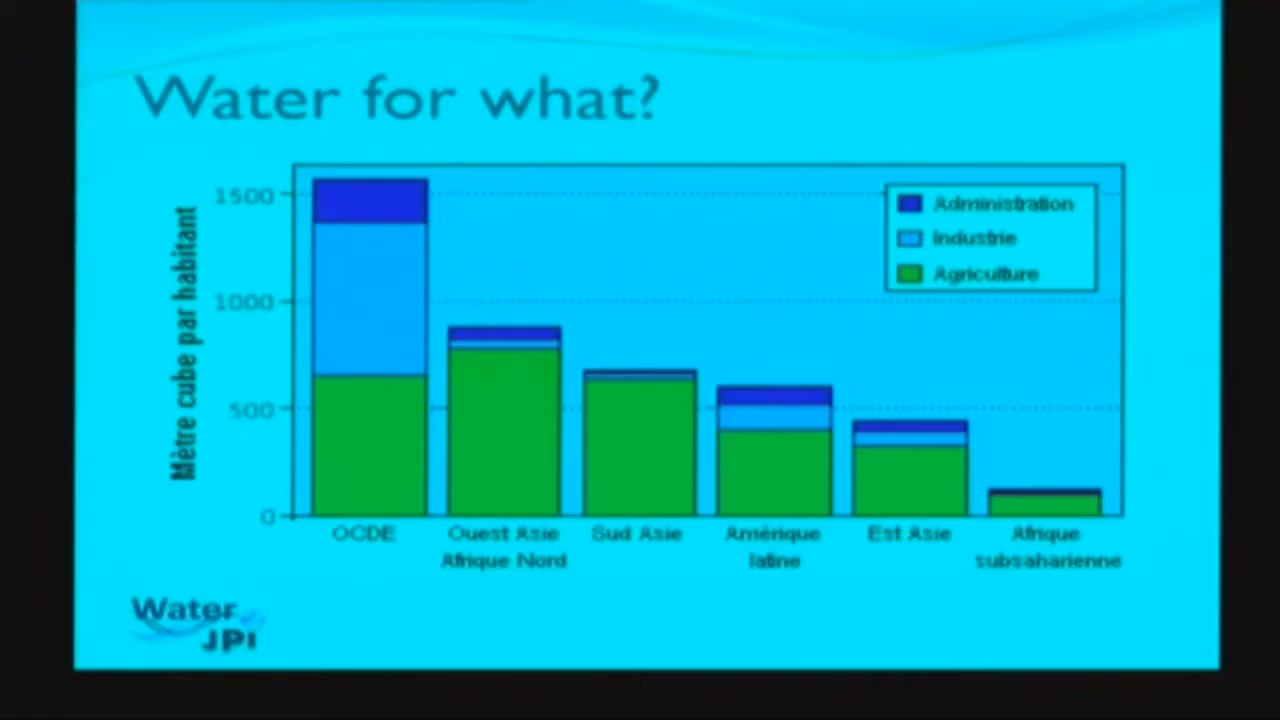 Water for what?
Mètre cube par habitant
1500
1000
500
0
Administration
Industrie
Agriculture
OCDE
Ouest Asie
Afrique Nord
Sud Asie
Amérique
latine
Est Asie
Afrique
subsaharienne
Water
JPI